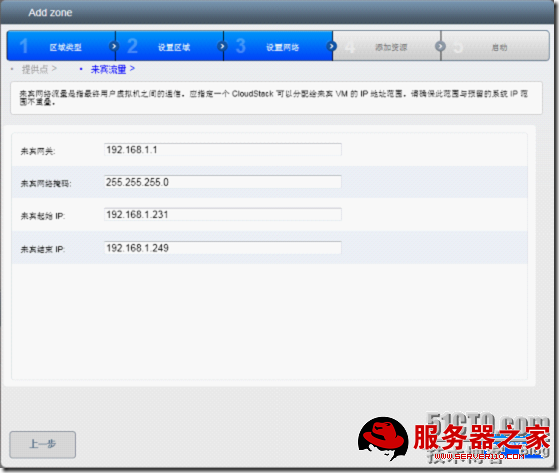 Add zone
1 区域类型 2 设置区域 3 设置网络 4 添加资源 5 启动
• 提供点 > • 来宾流量 >
来宾网络流量是指最终用户虚拟机之间的通信。应指定一个 CloudStack 可以分配给来宾 VM 的 IP 地址范围。请确保此范围与预留的系统 IP 范
围不重叠。
来宾网关: 192.168.1.1
来宾网络掩码: 255.255.255.0
来宾起始 IP: 192.168.1.231
来宾结束 IP: 192.168.1.249
51CTO.com
上一步
服务器之家
技术博客 Blog
www.server110.com